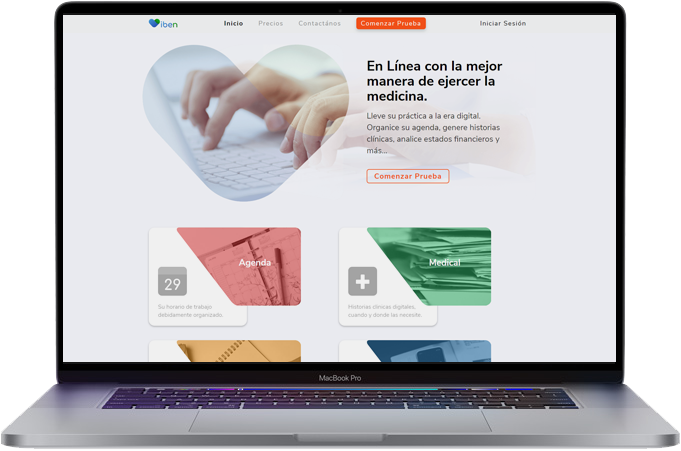 iben
Inicio
Precios
Contactános
Comenzar Prueba
Iniciar Sesión
En Línea con la mejor
manera de ejercer la
medicina.
Lleve su práctica a la era digital.
Organice su agenda, genere historias
clínicas, analice estados financieros y
más...
Comenzar Prueba
Agenda
29
Su horario de trabajo
debidamente organizado.
Medical
Historias clínicas digitales,
cuando y donde las necesite.
MacBook Pro